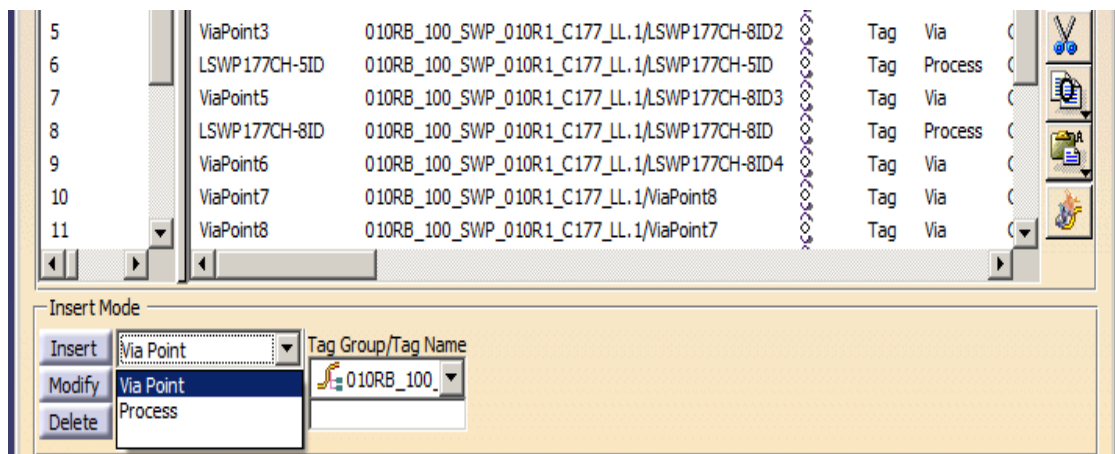 5 ViaPoint3 010RB_100_SWP_010R1_C177_LL.1/LSWP177CH-8ID2 Tag Via
6 LSWP177CH-5ID 010RB_100_SWP_010R1_C177_LL.1/LSWP177CH-5ID Tag Process
7 ViaPoint5 010RB_100_SWP_010R1_C177_LL.1/LSWP177CH-8ID3 Tag Via
8 LSWP177CH-8ID 010RB_100_SWP_010R1_C177_LL.1/LSWP177CH-8ID Tag Process
9 ViaPoint6 010RB_100_SWP_010R1_C177_LL.1/LSWP177CH-8ID4 Tag Via
10 ViaPoint7 010RB_100_SWP_010R1_C177_LL.1/ViaPoint8 Tag Via
11 ViaPoint8 010RB_100_SWP_010R1_C177_LL.1/ViaPoint7 Tag Via
Insert Mode
Insert Via Point Tag Group/Tag Name
Modify Via Point 010RB_100_
Delete Process